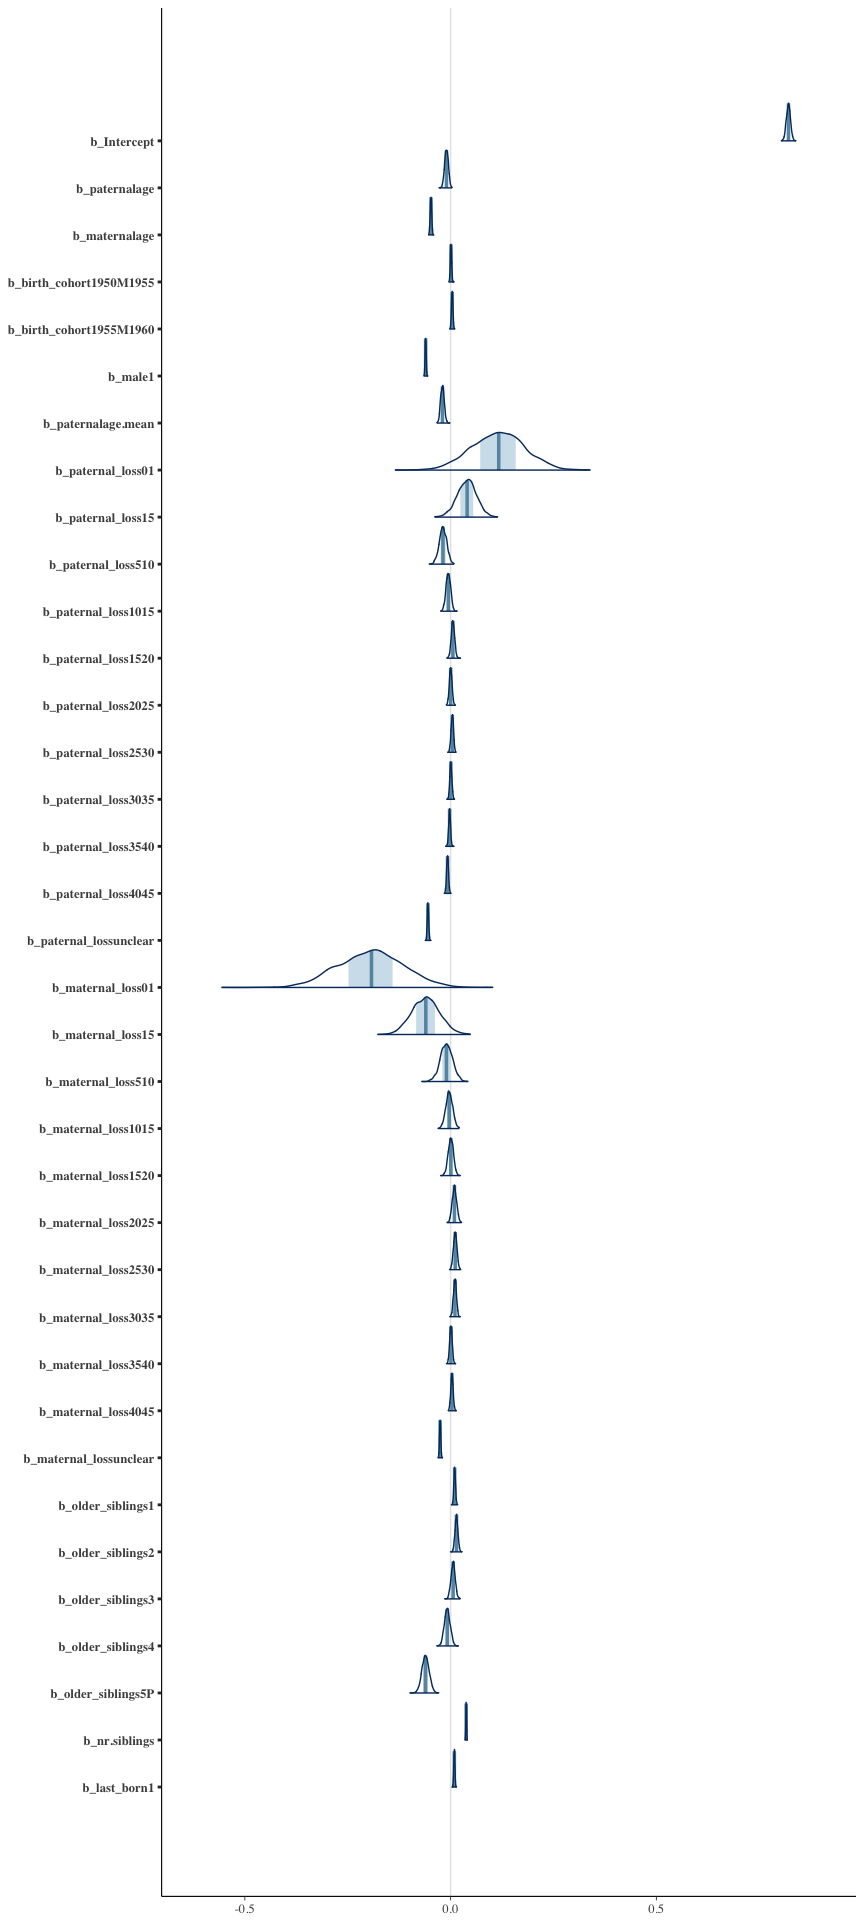 b_Intercept
b_paternalage
b_maternalage
b_birth_cohort1950M1955
b_birth_cohort1955M1960
b_male1
b_paternalage.mean
b_paternal_loss01
b_paternal_loss15
b_paternal_loss510
b_paternal_loss1015
b_paternal_loss1520
b_paternal_loss2025
b_paternal_loss2530
b_paternal_loss3035
b_paternal_loss3540
b_paternal_loss4045
b_paternal_lossunclear
b_maternal_loss01
b_maternal_loss15
b_maternal_loss510
b_maternal_loss1015
b_maternal_loss1520
b_maternal_loss2025
b_maternal_loss2530
b_maternal_loss3035
b_maternal_loss3540
b_maternal_loss4045
b_maternal_lossunclear
b_older_siblings1
b_older_siblings2
b_older_siblings3
b_older_siblings4
b_older_siblings5P
b_nr.siblings
b_last_born1
-0.5 0.0 0.5